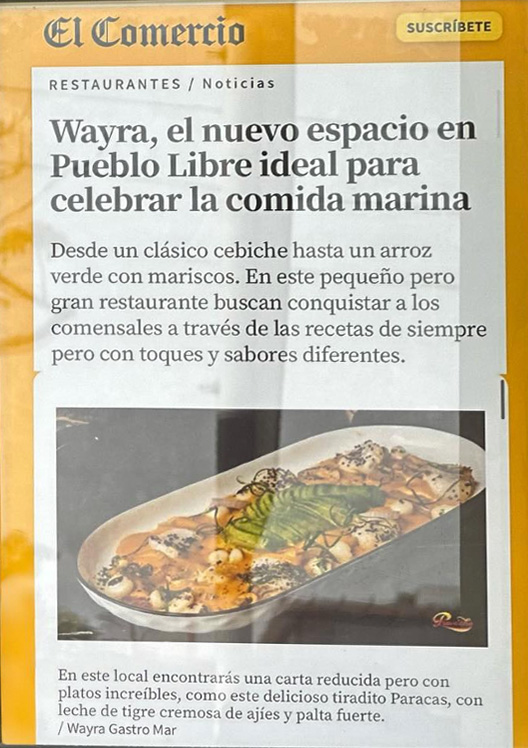 El Comercio
SUSCRÍBETE
RESTAURANTES / Noticias
Wayra, el nuevo espacio en
Pueblo Libre ideal para
celebrar la comida marina
Desde un clásico cebiche hasta un arroz
verde con mariscos. En este pequeño pero
gran restaurante buscan conquistar a los
comensales a través de las recetas de siempre
pero con toques y sabores diferentes.
En este local encontrarás una carta reducida pero con
platos increíbles, como este delicioso tiradito Paracas, con
leche de tigre cremosa de ajíes y palta fuerte.
/ Wayra Gastro Mar